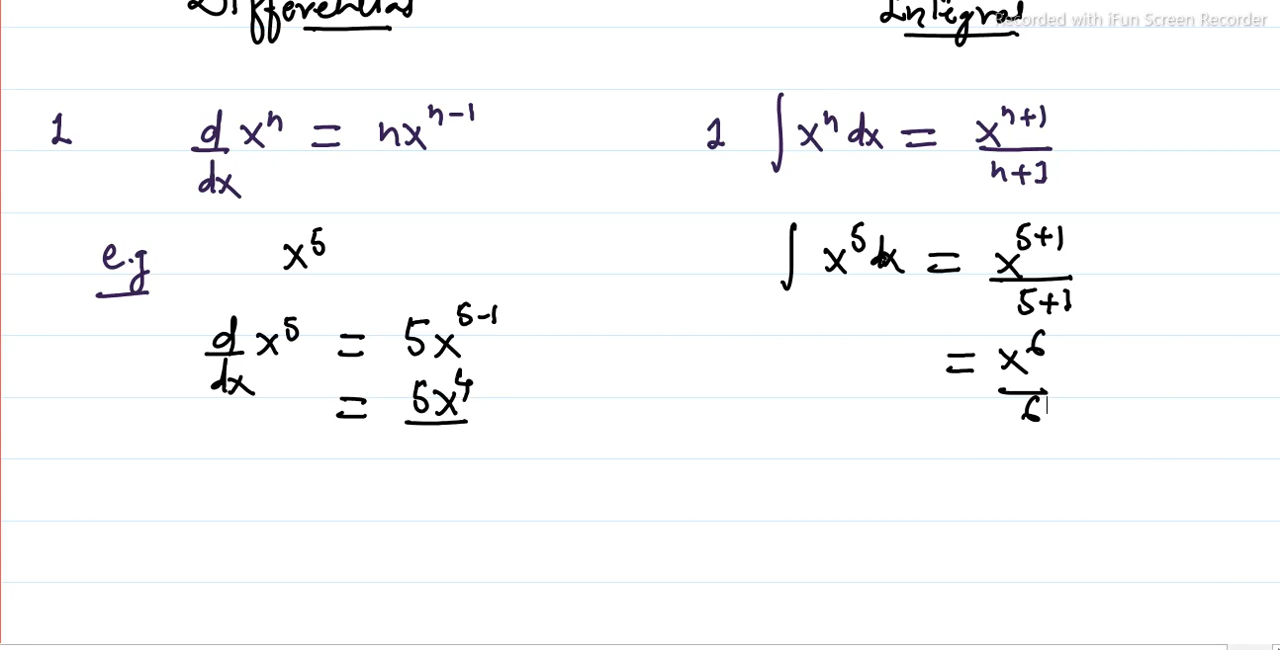 Differential
Integral
Recorded with iFun Screen Recorder
1 d/dx xⁿ = nxⁿ⁻¹
1 ∫ xⁿ dx = xⁿ⁺¹/n+1
e.g x⁵
∫ x⁵ dx = x⁵⁺¹/5+1
d/dx x⁵ = 5x⁵⁻¹
= x⁶/6
= 5x⁴